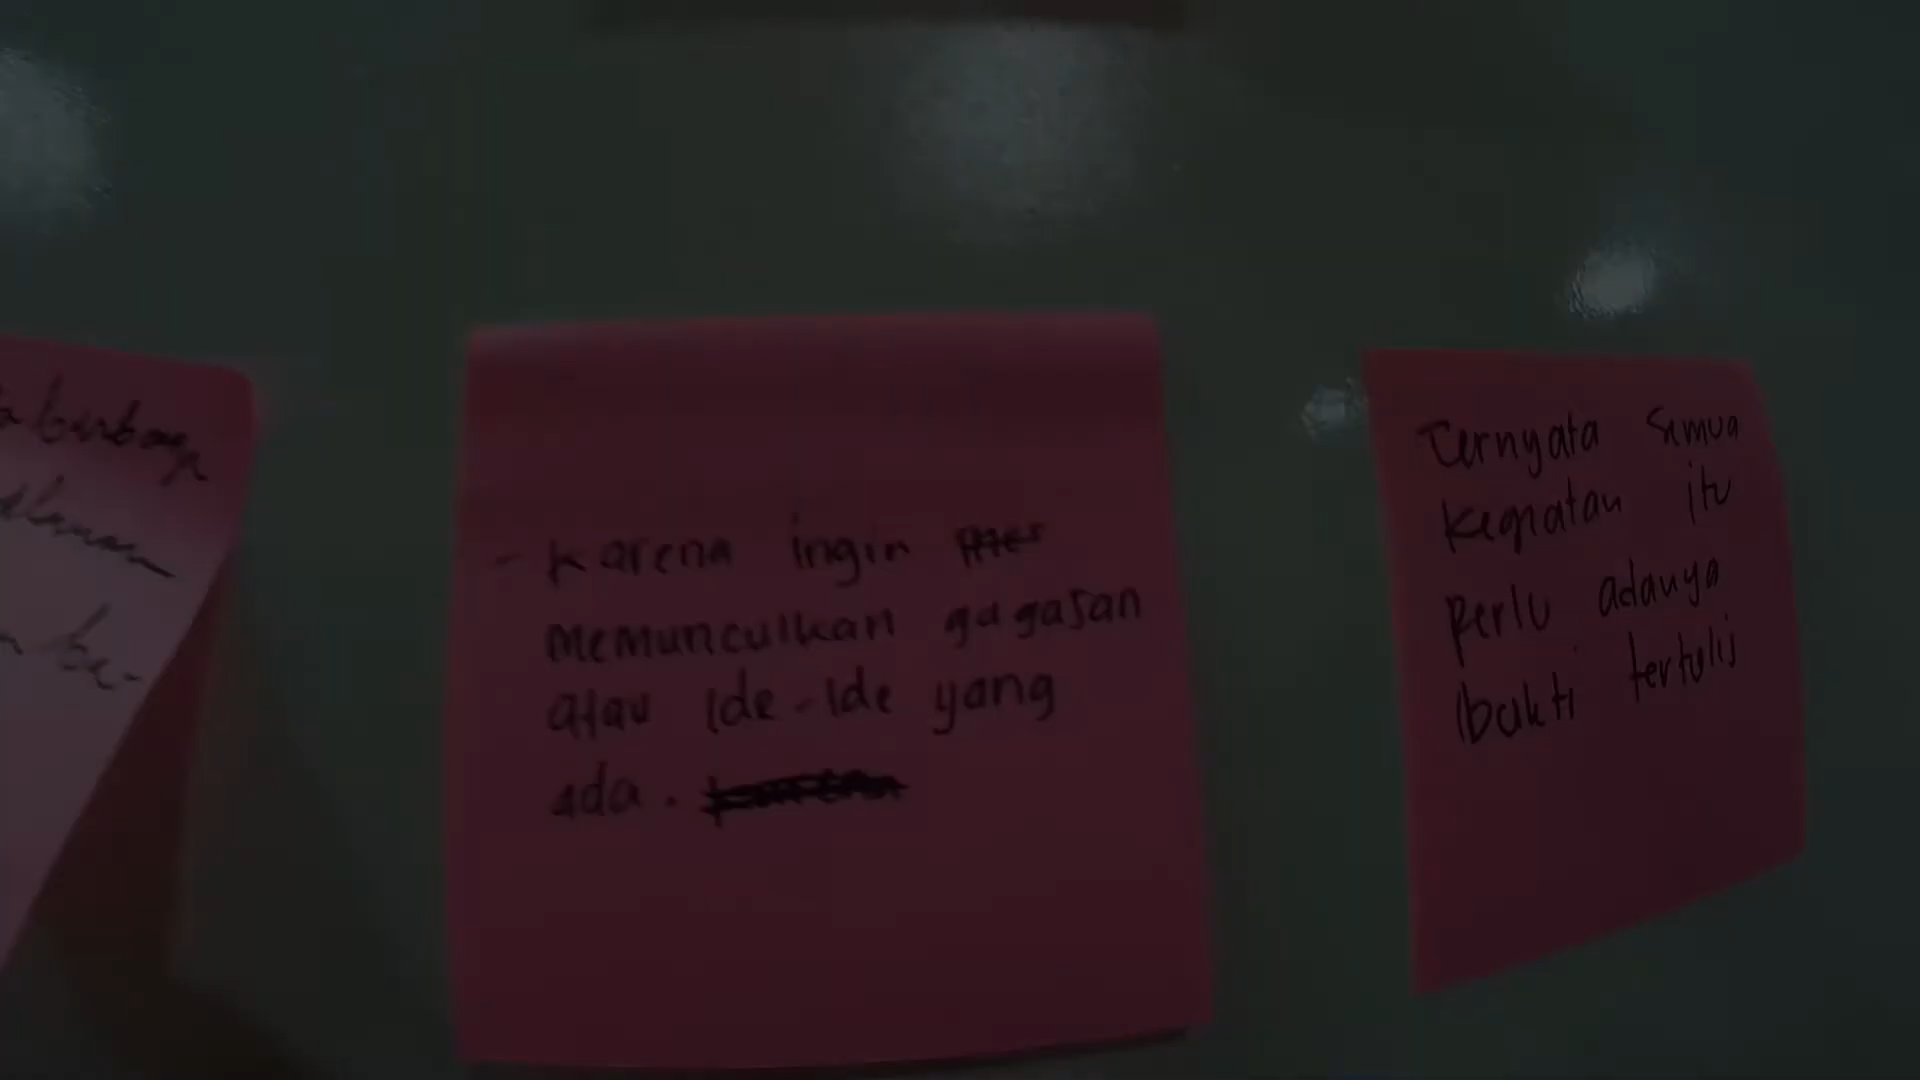 - Karena ingin
memunculkan gagasan
atau ide-ide yang
ada.
Ternyata semua
kegiatan itu
perlu adanya
bukti tertulis